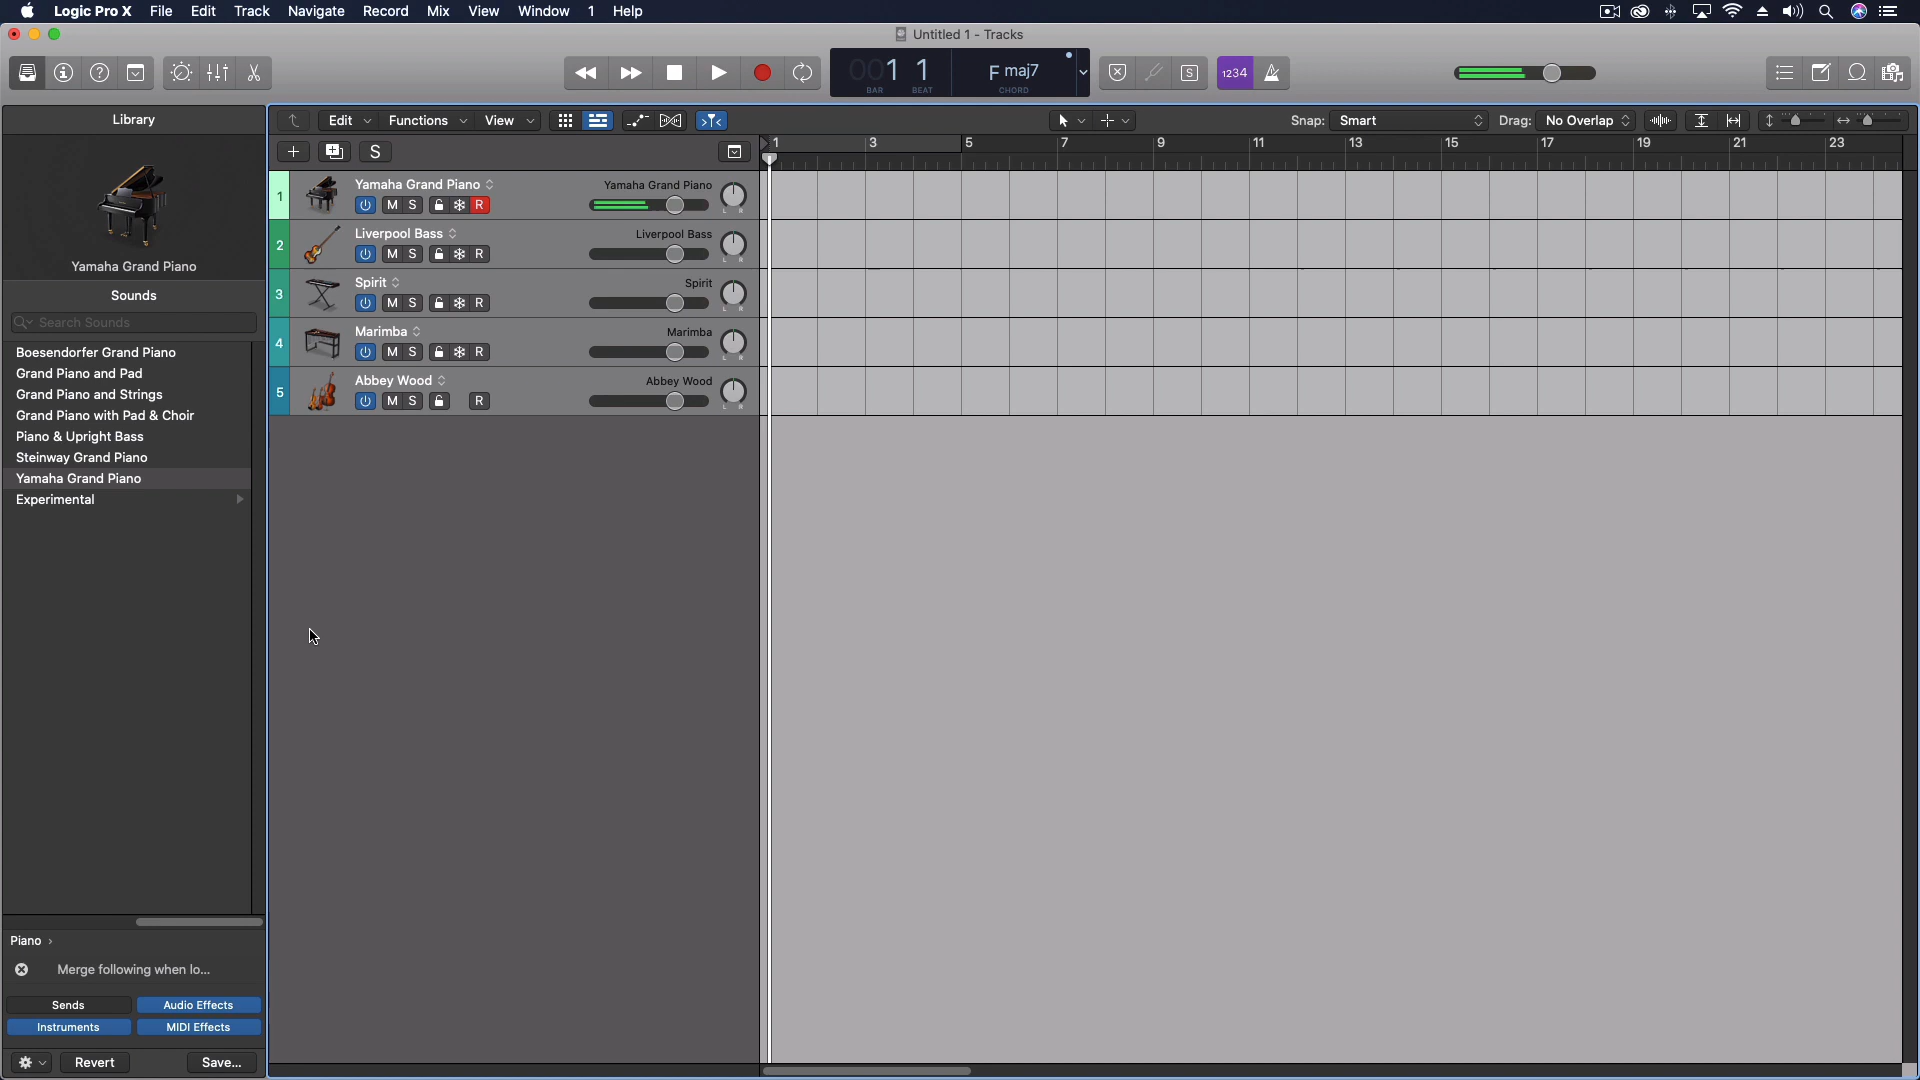 Logic Pro X File Edit Track Navigate Record Mix View Window 1 Help
Untitled 1 - Tracks
001 1
BAR BEAT
F maj7
CHORD
S
1234
Library
Yamaha Grand Piano
Sounds
Search Sounds
Boesendorfer Grand Piano
Grand Piano and Pad
Grand Piano and Strings
Grand Piano with Pad & Choir
Piano & Upright Bass
Steinway Grand Piano
Yamaha Grand Piano
Experimental
Piano ›
Merge following when lo...
Sends Audio Effects
Instruments MIDI Effects
Revert Save...
Edit Functions View
Snap: Smart Drag: No Overlap
+ S
1 3 5 7 9 11 13 15 17 19 21 23
1 Yamaha Grand Piano Yamaha Grand Piano
M S R L R
2 Liverpool Bass Liverpool Bass
M S R L R
3 Spirit Spirit
M S R L R
4 Marimba Marimba
M S R L R
5 Abbey Wood Abbey Wood
M S R L R